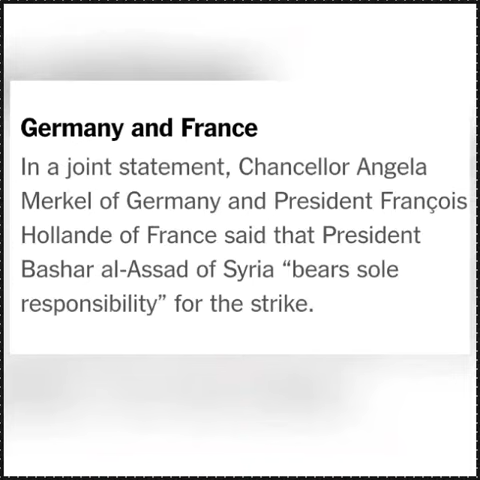 Germany and France
In a joint statement, Chancellor Angela
Merkel of Germany and President François
Hollande of France said that President
Bashar al-Assad of Syria “bears sole
responsibility” for the strike.